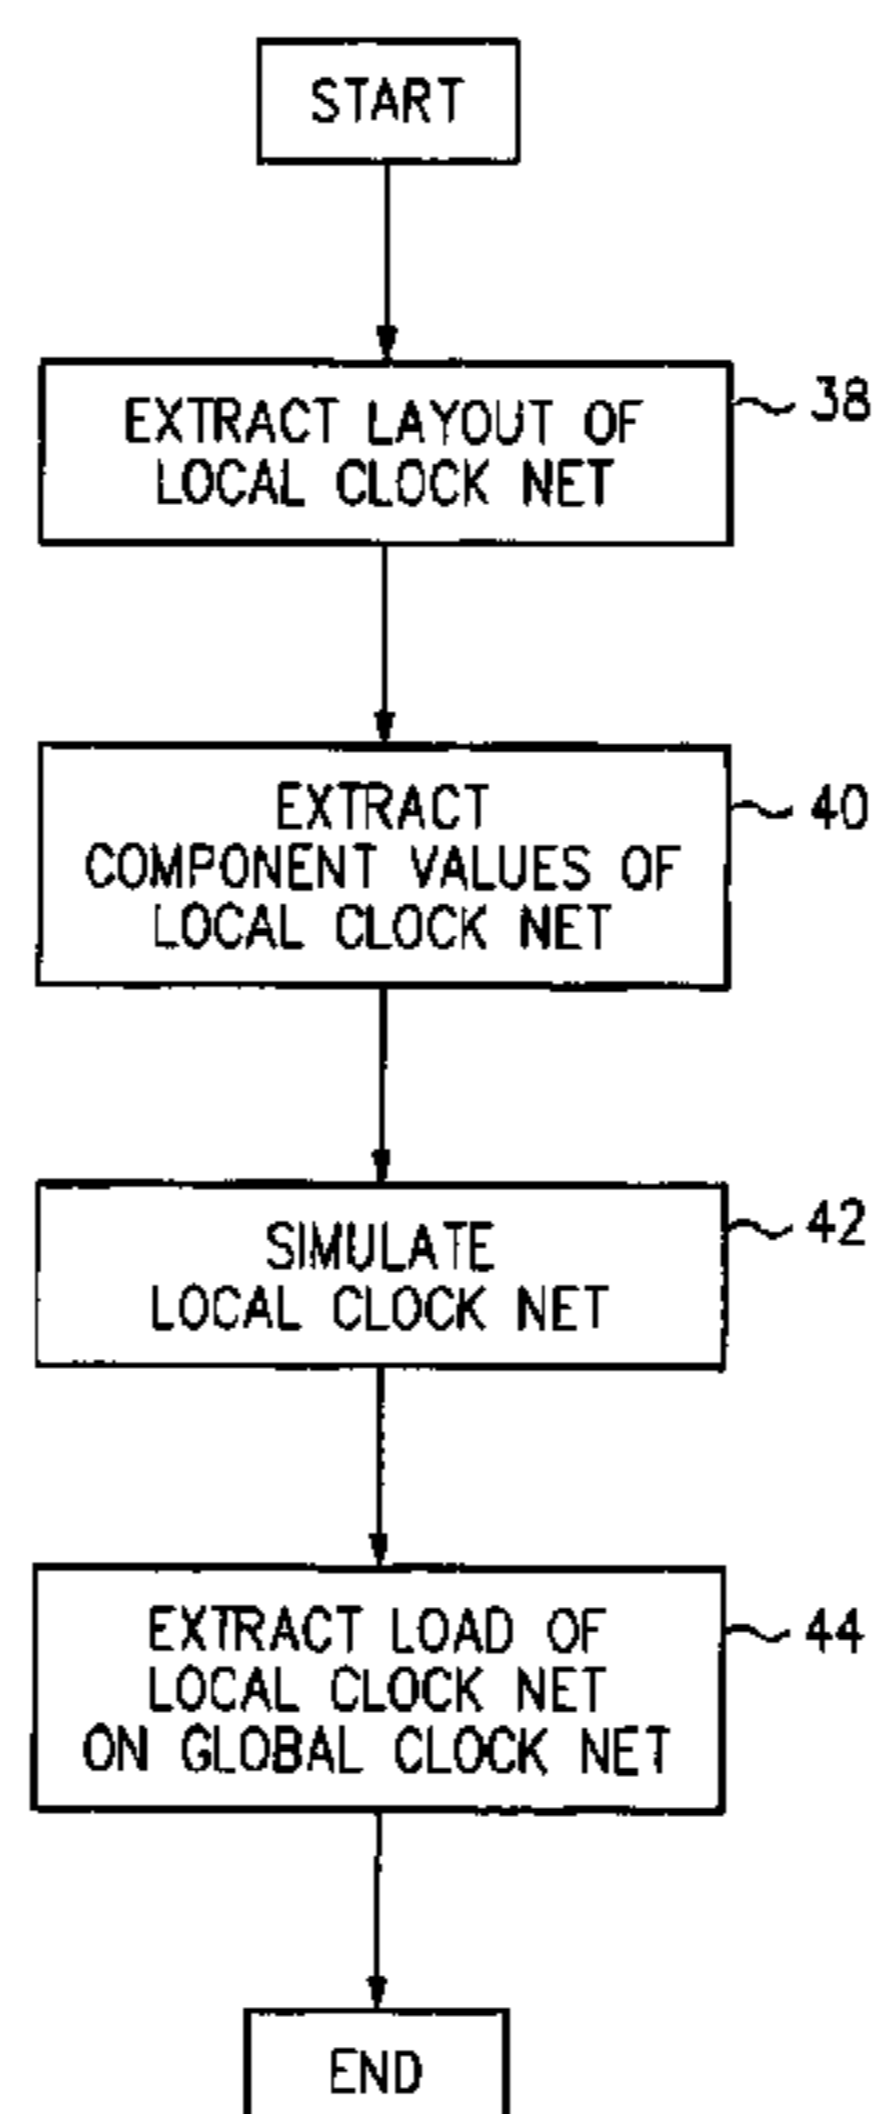 START
EXTRACT LAYOUT OF
LOCAL CLOCK NET
38
EXTRACT
COMPONENT VALUES OF
LOCAL CLOCK NET
40
SIMULATE
LOCAL CLOCK NET
42
EXTRACT LOAD OF
LOCAL CLOCK NET
ON GLOBAL CLOCK NET
44
END